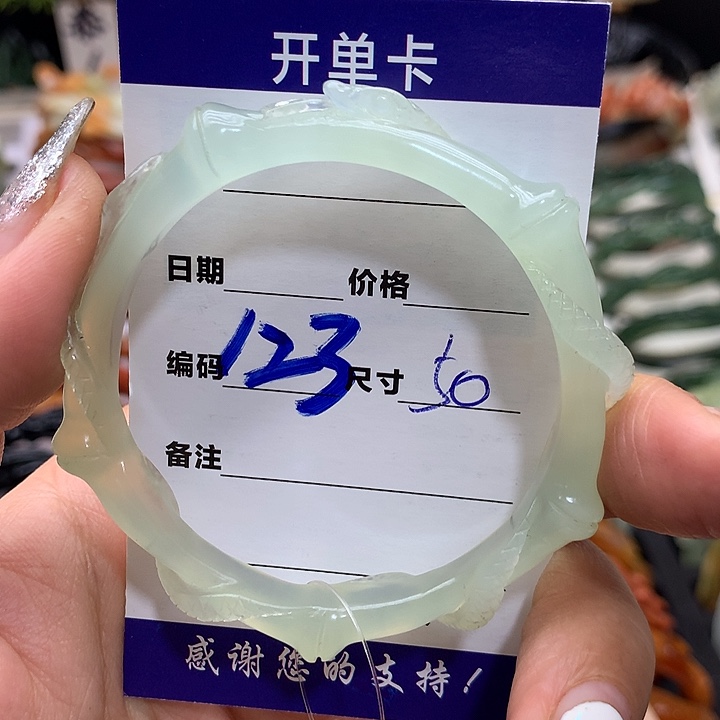 开单卡
日期 价格
编码 123 尺寸 50
备注
感谢您的支持！